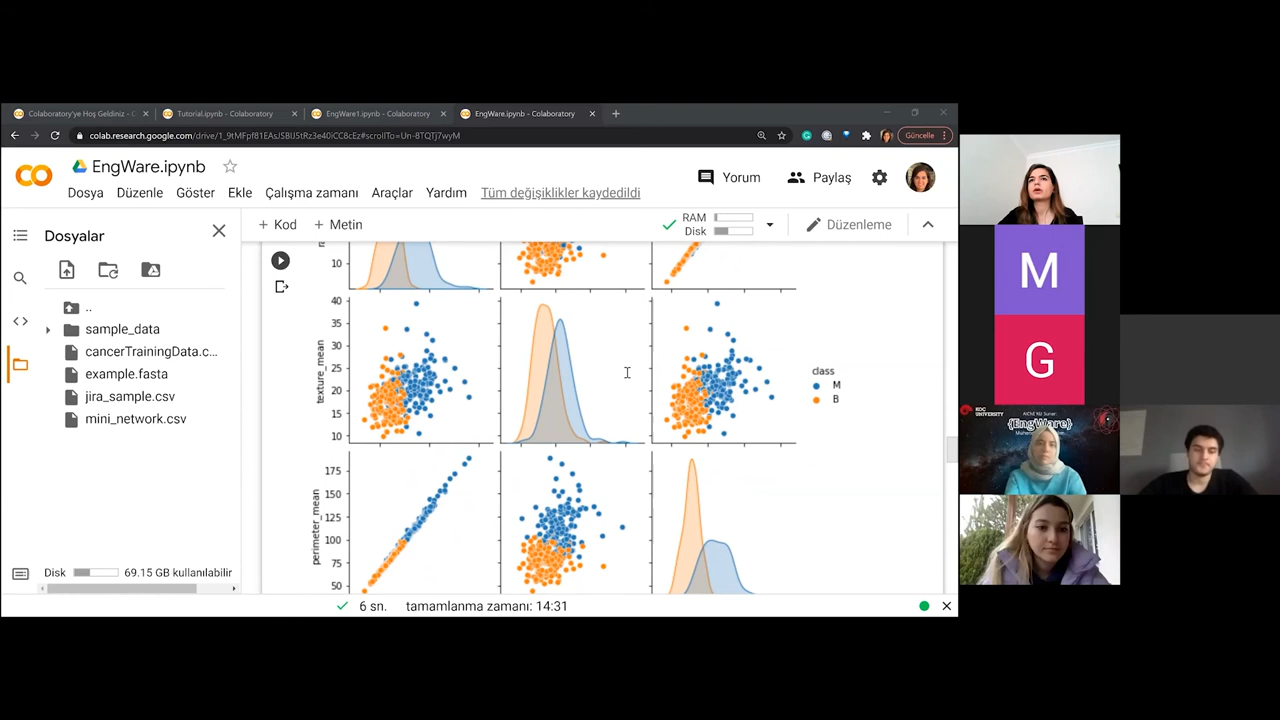 Colaboratory'ye Hoş Geldiniz - C
Tutorial.ipynb - Colaboratory
EngWare1.ipynb - Colaboratory
EngWare.ipynb - Colaboratory
colab.research.google.com/drive/1_9tMFpf81EAsJSBlJ5tRz3e40iCC8cEz#scrollTo=Un-8TQTj7wyM
Güncelle
CO
EngWare.ipynb
Yorum
Paylaş
Dosya Düzenle Göster Ekle Çalışma zamanı Araçlar Yardım Tüm değişiklikler kaydedildi
+ Kod + Metin
RAM
Disk
Düzenleme
Dosyalar
..
sample_data
cancerTrainingData.c...
example.fasta
jira_sample.csv
mini_network.csv
Disk 69.15 GB kullanılabilir
10
texture_mean
40
35
30
25
20
15
10
class
M
B
perimeter_mean
175
150
125
100
75
50
6 sn. tamamlanma zamanı: 14:31
M
G
KOC
UNIVERSITY
AIChE Kü Sunar:
{EngWare}